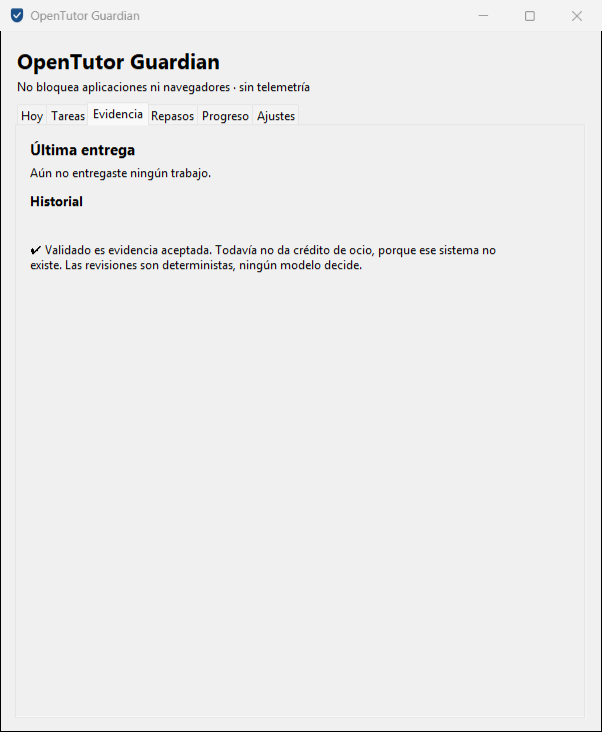 OpenTutor Guardian
OpenTutor Guardian
No bloquea aplicaciones ni navegadores · sin telemetría
Hoy Tareas Evidencia Repasos Progreso Ajustes
Última entrega
Aún no entregaste ningún trabajo.
Historial
✔ Validado es evidencia aceptada. Todavía no da crédito de ocio, porque ese sistema no
existe. Las revisiones son deterministas, ningún modelo decide.